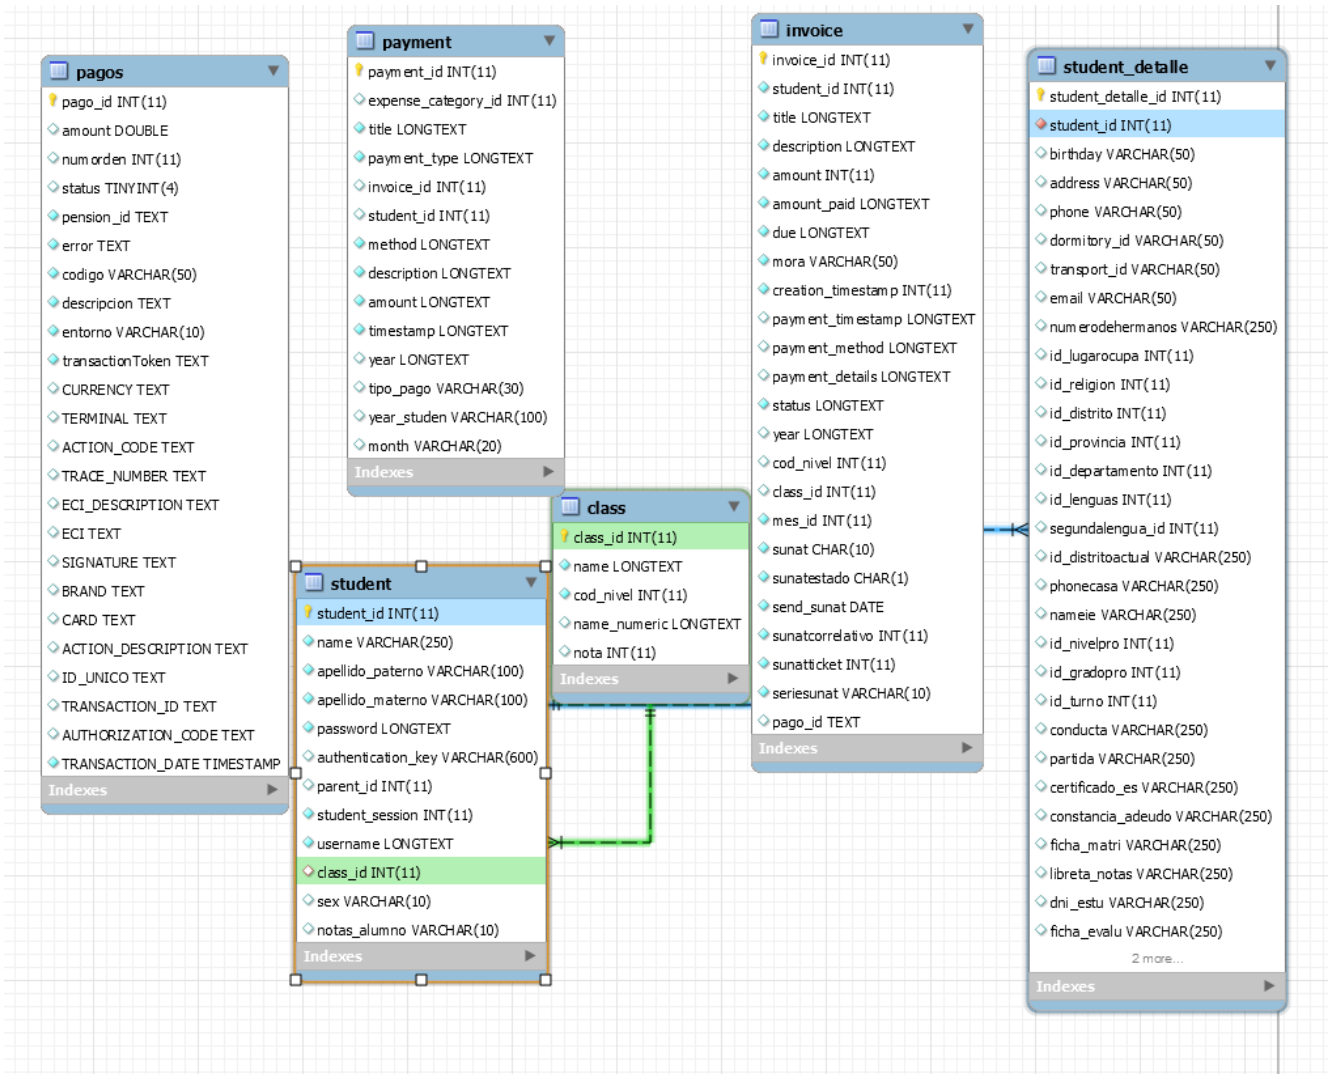 pagos
pago_id INT(11)
amount DOUBLE
numorden INT(11)
status TINYINT(4)
pension_id TEXT
error TEXT
codigo VARCHAR(50)
descripcion TEXT
entorno VARCHAR(10)
transactionToken TEXT
CURRENCY TEXT
TERMINAL TEXT
ACTION_CODE TEXT
TRACE_NUMBER TEXT
ECI_DESCRIPTION TEXT
ECI TEXT
SIGNATURE TEXT
BRAND TEXT
CARD TEXT
ACTION_DESCRIPTION TEXT
ID_UNICO TEXT
TRANSACTION_ID TEXT
AUTHORIZATION_CODE TEXT
TRANSACTION_DATE TIMESTAMP
Indexes
payment
payment_id INT(11)
expense_category_id INT(11)
title LONGTEXT
payment_type LONGTEXT
invoice_id INT(11)
student_id INT(11)
method LONGTEXT
description LONGTEXT
amount LONGTEXT
timestamp LONGTEXT
year LONGTEXT
tipo_pago VARCHAR(30)
year_studen VARCHAR(100)
month VARCHAR(20)
Indexes
student
student_id INT(11)
name VARCHAR(250)
apellido_paterno VARCHAR(100)
apellido_materno VARCHAR(100)
password LONGTEXT
authentication_key VARCHAR(600)
parent_id INT(11)
student_session INT(11)
username LONGTEXT
class_id INT(11)
sex VARCHAR(10)
notas_alumno VARCHAR(10)
Indexes
class
class_id INT(11)
name LONGTEXT
cod_nivel INT(11)
name_numeric LONGTEXT
nota INT(11)
Indexes
invoice
invoice_id INT(11)
student_id INT(11)
title LONGTEXT
description LONGTEXT
amount INT(11)
amount_paid LONGTEXT
due LONGTEXT
mora VARCHAR(50)
creation_timestamp INT(11)
payment_timestamp LONGTEXT
payment_method LONGTEXT
payment_details LONGTEXT
status LONGTEXT
year LONGTEXT
cod_nivel INT(11)
class_id INT(11)
mes_id INT(11)
sunat CHAR(10)
sunatestado CHAR(1)
send_sunat DATE
sunatcorrelativo INT(11)
sunatticket INT(11)
seriesunat VARCHAR(10)
pago_id TEXT
Indexes
student_detalle
student_detalle_id INT(11)
student_id INT(11)
birthday VARCHAR(50)
address VARCHAR(50)
phone VARCHAR(50)
dormitory_id VARCHAR(50)
transport_id VARCHAR(50)
email VARCHAR(50)
numerodehermanos VARCHAR(250)
id_lugarocupa INT(11)
id_religion INT(11)
id_distrito INT(11)
id_provincia INT(11)
id_departamento INT(11)
id_lenguas INT(11)
segundalengua_id INT(11)
id_distritoactual VARCHAR(250)
phonecasa VARCHAR(250)
nameie VARCHAR(250)
id_nivelpro INT(11)
id_gradopro INT(11)
id_turno INT(11)
conducta VARCHAR(250)
partida VARCHAR(250)
certificado_es VARCHAR(250)
constancia_adeudo VARCHAR(250)
ficha_matri VARCHAR(250)
libreta_notas VARCHAR(250)
dni_estu VARCHAR(250)
ficha_evalu VARCHAR(250)
2 more...
Indexes